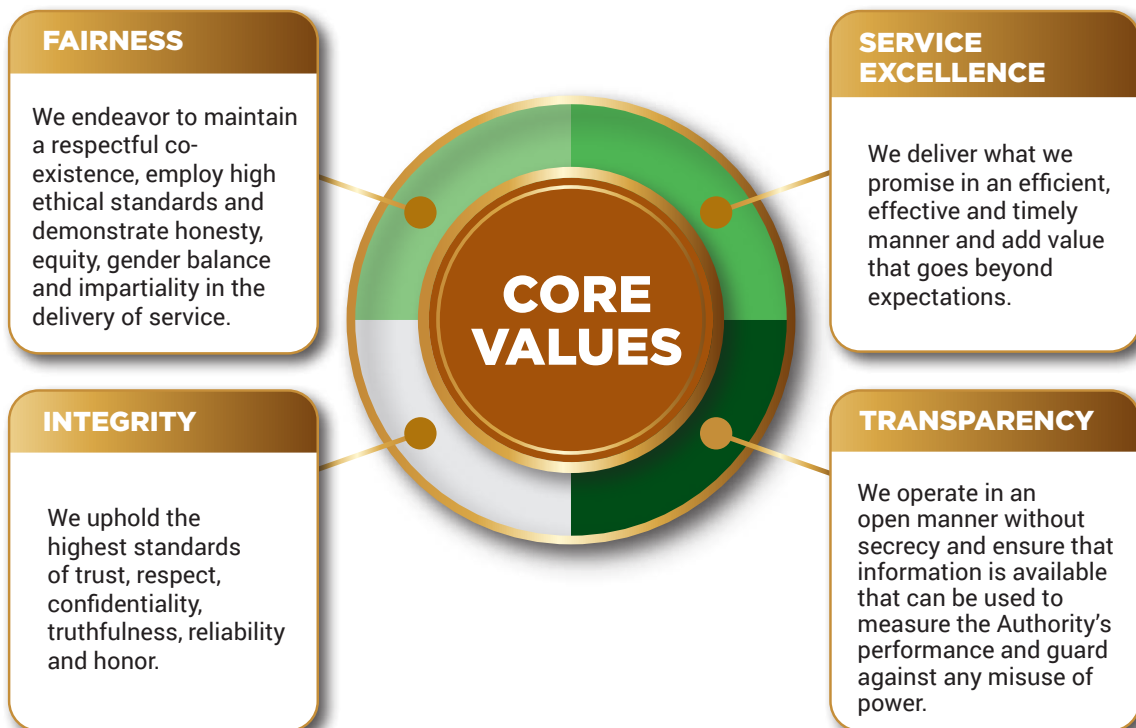 FAIRNESS
We endeavor to maintain
a respectful co-
existence, employ high
ethical standards and
demonstrate honesty,
equity, gender balance
and impartiality in the
delivery of service.
SERVICE
EXCELLENCE
We deliver what we
promise in an efficient,
effective and timely
manner and add value
that goes beyond
expectations.
CORE
VALUES
INTEGRITY
We uphold the
highest standards
of trust, respect,
confidentiality,
truthfulness, reliability
and honor.
TRANSPARENCY
We operate in an
open manner without
secrecy and ensure that
information is available
that can be used to
measure the Authority’s
performance and guard
against any misuse of
power.